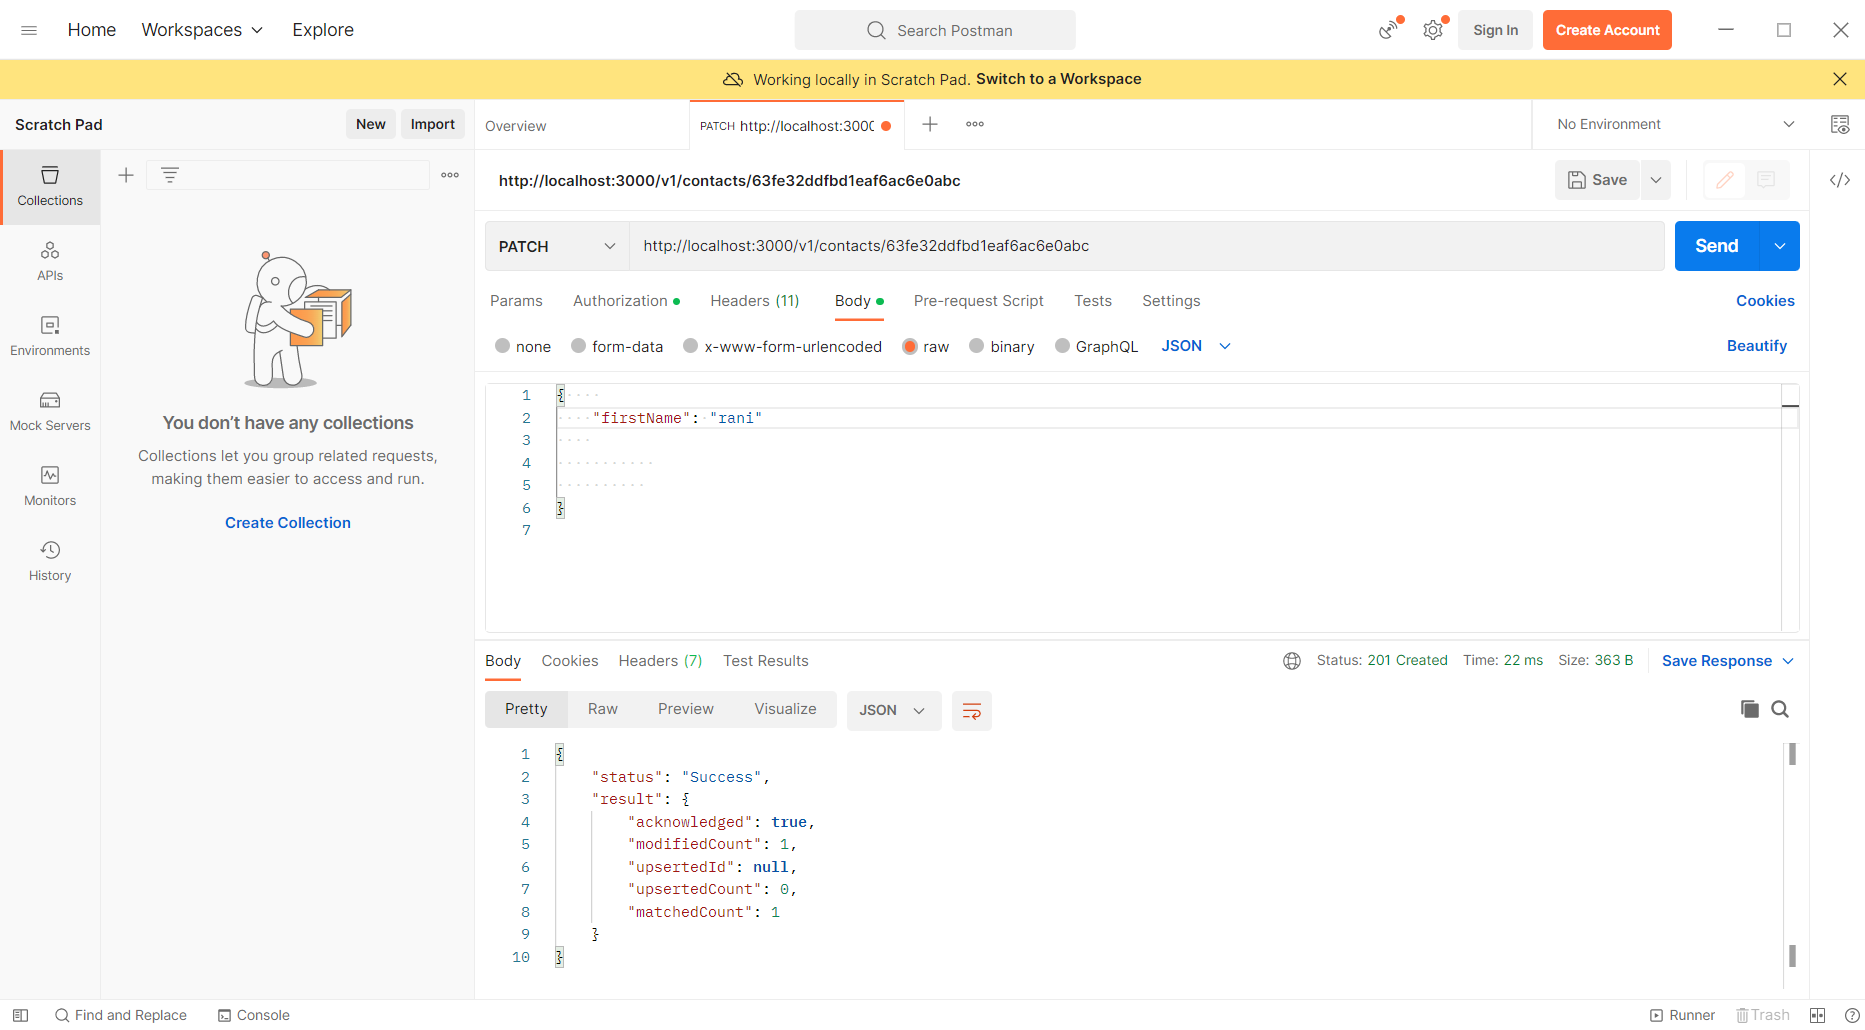 Home Workspaces Explore Search Postman Sign In Create Account
Working locally in Scratch Pad. Switch to a Workspace
Scratch Pad New Import Overview PATCH http://localhost:3000 No Environment
Collections
APIs
Environments
Mock Servers
Monitors
History
You don’t have any collections
Collections let you group related requests,
making them easier to access and run.
Create Collection
http://localhost:3000/v1/contacts/63fe32ddfbd1eaf6ac6e0abc Save
PATCH http://localhost:3000/v1/contacts/63fe32ddfbd1eaf6ac6e0abc Send
Params Authorization Headers (11) Body Pre-request Script Tests Settings Cookies
none form-data x-www-form-urlencoded raw binary GraphQL JSON Beautify
1 {
2 "firstName": "rani"
3
4
5
6 }
7
Body Cookies Headers (7) Test Results Status: 201 Created Time: 22 ms Size: 363 B Save Response
Pretty Raw Preview Visualize JSON
1 {
2 "status": "Success",
3 "result": {
4 "acknowledged": true,
5 "modifiedCount": 1,
6 "upsertedId": null,
7 "upsertedCount": 0,
8 "matchedCount": 1
9 }
10 }
Find and Replace Console Runner Trash